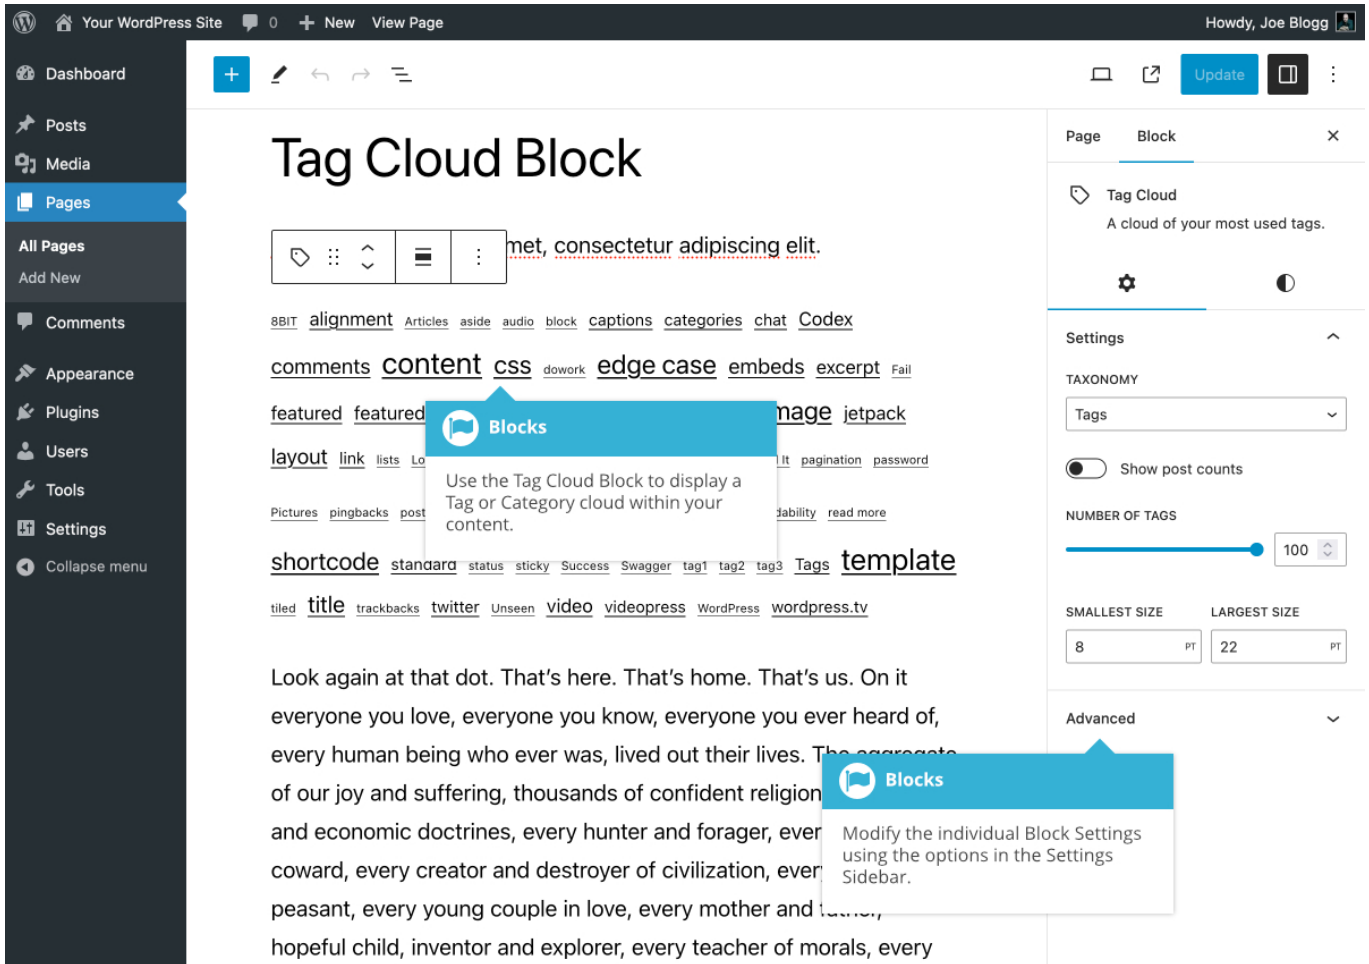 Your WordPress Site 0 New View Page Howdy, Joe Blogg
Dashboard
Posts
Media
Pages
All Pages
Add New
Comments
Appearance
Plugins
Users
Tools
Settings
Collapse menu
Update
Tag Cloud Block
met, consectetur adipiscing elit.
8BIT alignment Articles aside audio block captions categories chat Codex
comments content css dowork edge case embeds excerpt Fail
featured featured mage jetpack
layout link lists Lo It pagination password
Pictures pingbacks post dability read more
shortcode standard status sticky Success Swagger tag1 tag2 tag3 Tags template
tiled title trackbacks twitter Unseen video videopress WordPress wordpress.tv
Blocks
Use the Tag Cloud Block to display a
Tag or Category cloud within your
content.
Look again at that dot. That's here. That's home. That's us. On it
everyone you love, everyone you know, everyone you ever heard of,
every human being who ever was, lived out their lives. The aggregate
of our joy and suffering, thousands of confident religion
and economic doctrines, every hunter and forager, ever
coward, every creator and destroyer of civilization, ever
peasant, every young couple in love, every mother and father,
hopeful child, inventor and explorer, every teacher of morals, every
Page Block
Tag Cloud
A cloud of your most used tags.
Settings
TAXONOMY
Tags
Show post counts
NUMBER OF TAGS
100
SMALLEST SIZE LARGEST SIZE
8 PT 22 PT
Advanced
Blocks
Modify the individual Block Settings
using the options in the Settings
Sidebar.